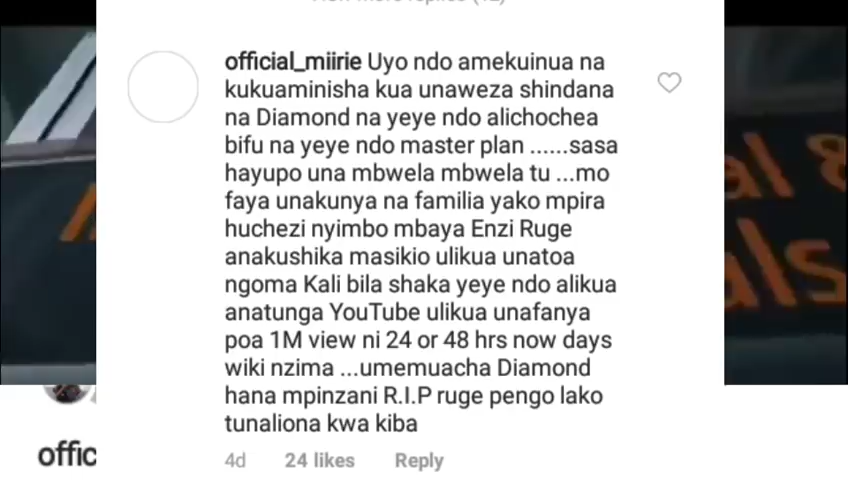 official_miirie Uyo ndo amekuinua na
kukuaminisha kua unaweza shindana
na Diamond na yeye ndo alichochea
bifu na yeye ndo master plan ......sasa
hayupo una mbwela mbwela tu ...mo
faya unakunya na familia yako mpira
huchezi nyimbo mbaya Enzi Ruge
anakushika masikio ulikua unatoa
ngoma Kali bila shaka yeye ndo alikua
anatunga YouTube ulikua unafanya
poa 1M view ni 24 or 48 hrs now days
wiki nzima ...umemuacha Diamond
hana mpinzani R.I.P ruge pengo lako
tunaliona kwa kiba
4d 24 likes Reply
offic
al &
als